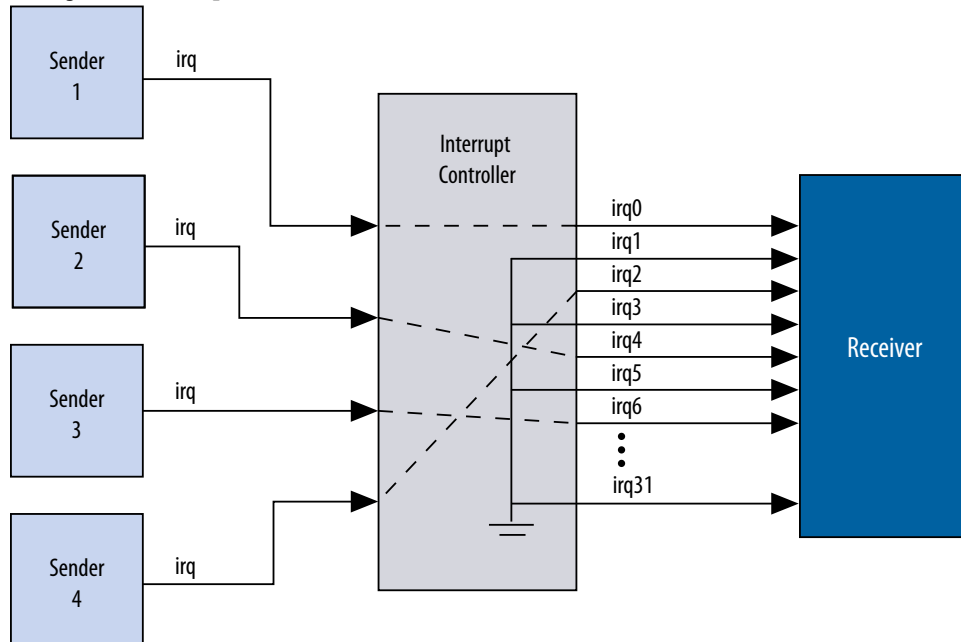 Sender
1
irq
Sender
2
irq
Sender
3
irq
Sender
4
irq
Interrupt
Controller
irq0
irq1
irq2
irq3
irq4
irq5
irq6
irq31
Receiver